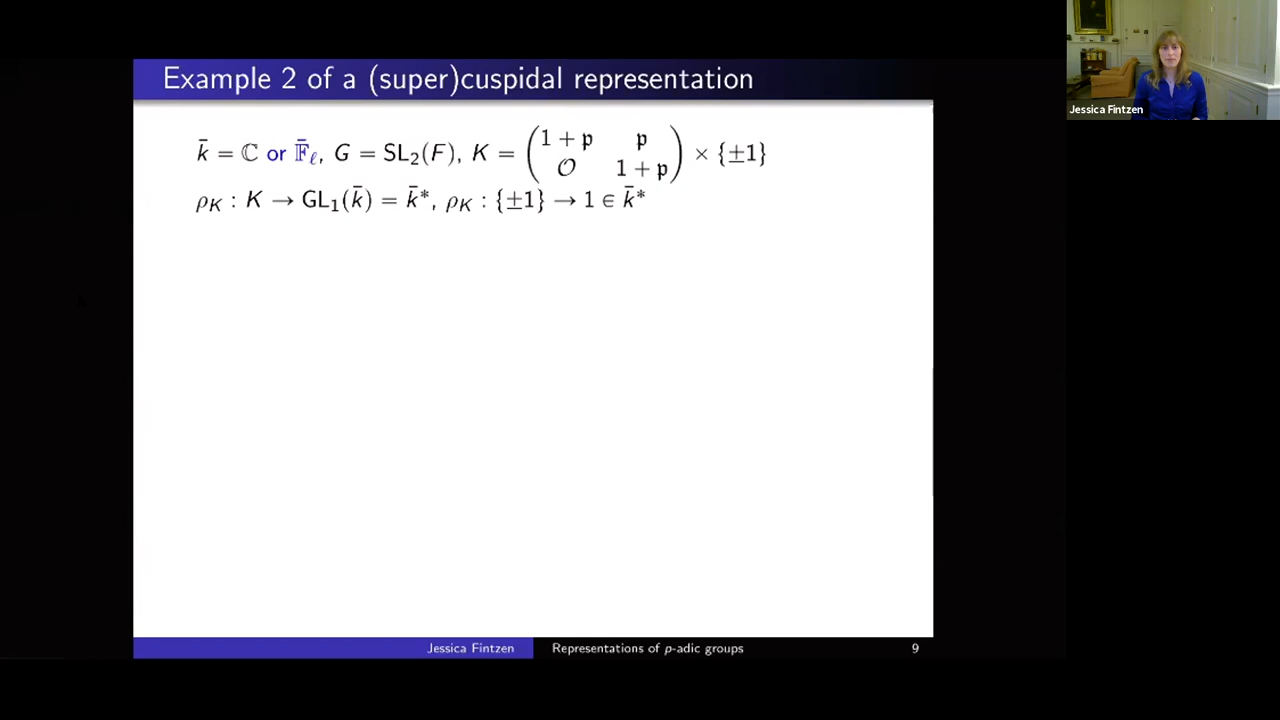 Example 2 of a (super)cuspidal representation
k̄ = ℂ or 𝔽̄_ℓ, G = SL₂(F), K = ( 1 + 𝔭 𝔭 ; 𝒪 1 + 𝔭 ) × {±1}
ρ_K : K → GL₁(k̄) = k̄*, ρ_K : {±1} → 1 ∈ k̄*
Jessica Fintzen
Jessica Fintzen Representations of p-adic groups 9